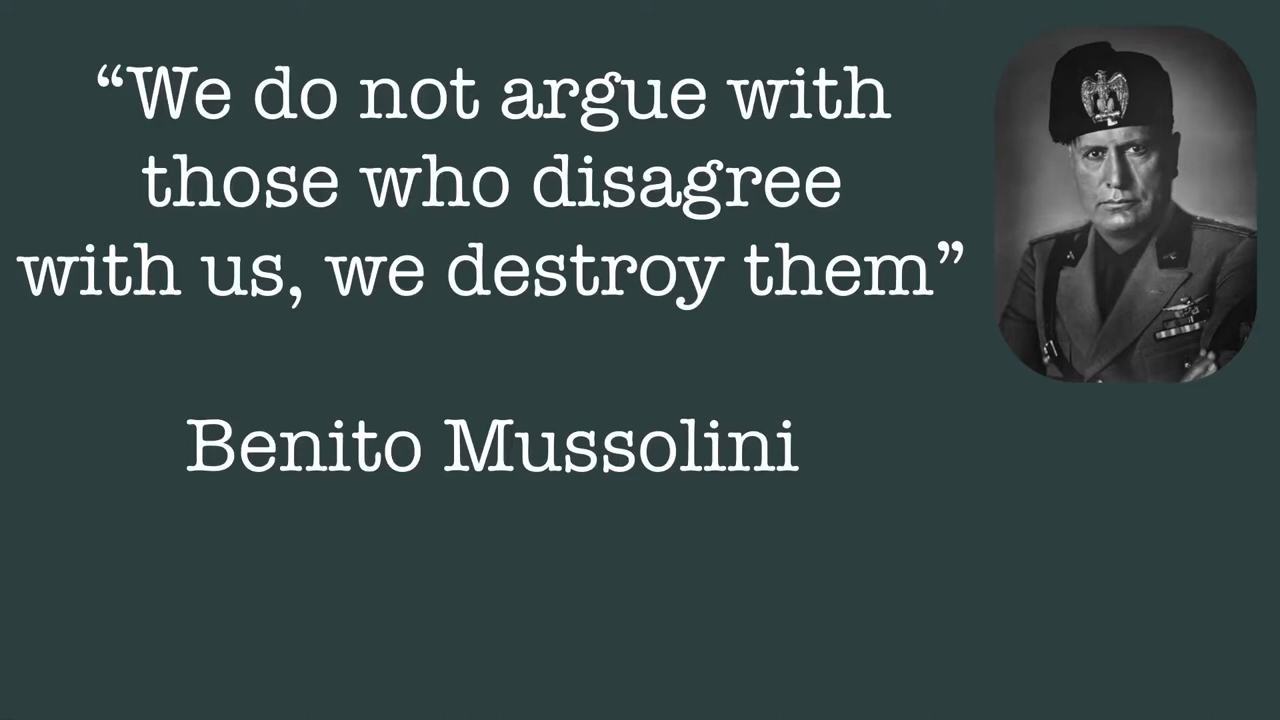 “We do not argue with
those who disagree
with us, we destroy them”
Benito Mussolini